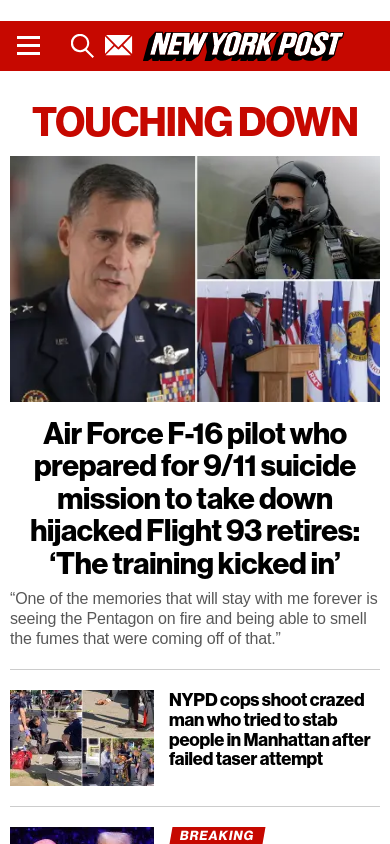 NEW YORK POST
TOUCHING DOWN
Air Force F-16 pilot who
prepared for 9/11 suicide
mission to take down
hijacked Flight 93 retires:
‘The training kicked in’
“One of the memories that will stay with me forever is
seeing the Pentagon on fire and being able to smell
the fumes that were coming off of that.”
NYPD cops shoot crazed
man who tried to stab
people in Manhattan after
failed taser attempt
BREAKING